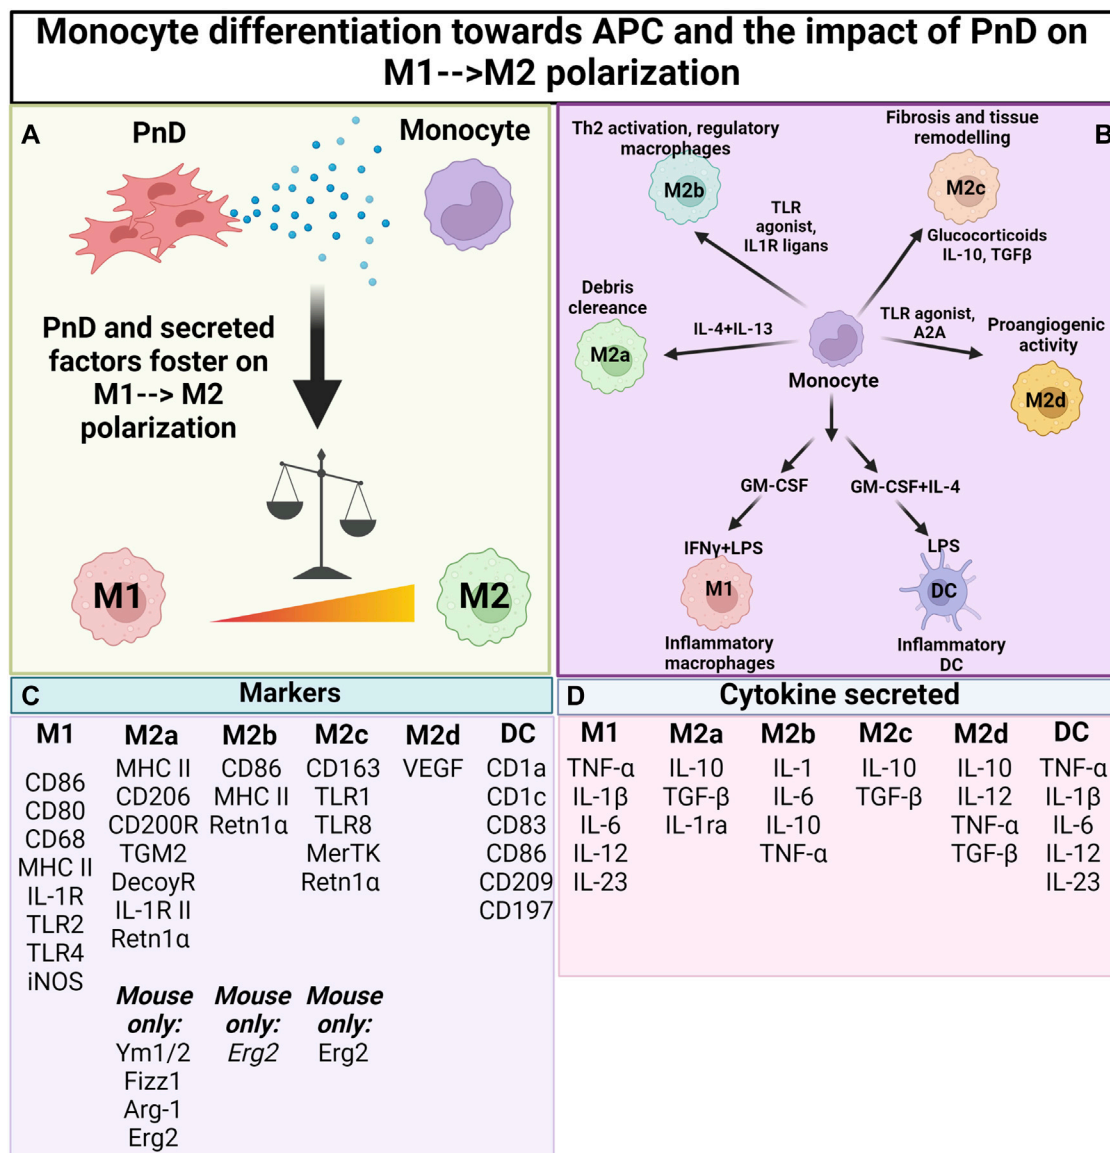 Monocyte differentiation towards APC and the impact of PnD on
M1-->M2 polarization
A
PnD
Monocyte
PnD and secreted
factors foster on
M1--> M2
polarization
M1
M2
B
Th2 activation, regulatory
macrophages
M2b
Fibrosis and tissue
remodelling
M2c
TLR
agonist,
IL1R ligans
Glucocorticoids
IL-10, TGFβ
Debris
clereance
M2a
IL-4+IL-13
TLR agonist,
A2A
Proangiogenic
activity
M2d
Monocyte
GM-CSF
GM-CSF+IL-4
IFNγ+LPS
LPS
M1
DC
Inflammatory
macrophages
Inflammatory
DC
C
Markers
M1
CD86
CD80
CD68
MHC II
IL-1R
TLR2
TLR4
iNOS
M2a
MHC II
CD206
CD200R
TGM2
DecoyR
IL-1R II
Retn1α
Mouse
only:
Ym1/2
Fizz1
Arg-1
Erg2
M2b
CD86
MHC II
Retn1α
Mouse
only:
Erg2
M2c
CD163
TLR1
TLR8
MerTK
Retn1α
Mouse
only:
Erg2
M2d
VEGF
DC
CD1a
CD1c
CD83
CD86
CD209
CD197
D
Cytokine secreted
M1
TNF-α
IL-1β
IL-6
IL-12
IL-23
M2a
IL-10
TGF-β
IL-1ra
M2b
IL-1
IL-6
IL-10
TNF-α
M2c
IL-10
TGF-β
M2d
IL-10
IL-12
TNF-α
TGF-β
DC
TNF-α
IL-1β
IL-6
IL-12
IL-23